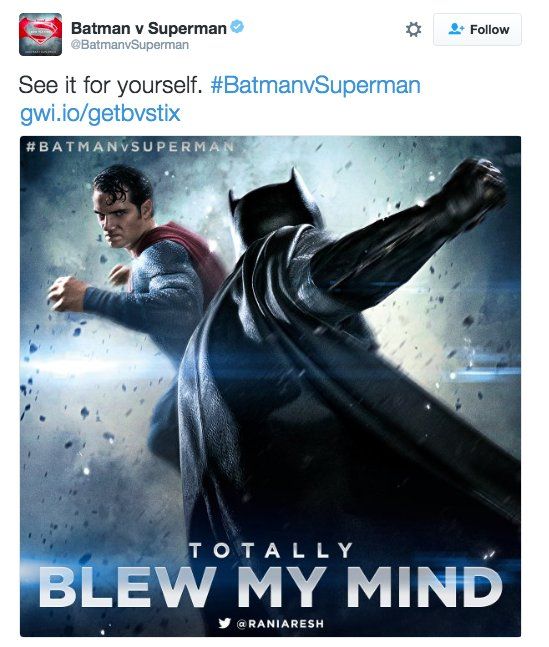 Batman v Superman
@BatmanvSuperman
Follow
See it for yourself. #BatmanvSuperman
gwi.io/getbvstix
#BATMANVSUPERMAN
TOTALLY
BLEW MY MIND
@RANIARESH